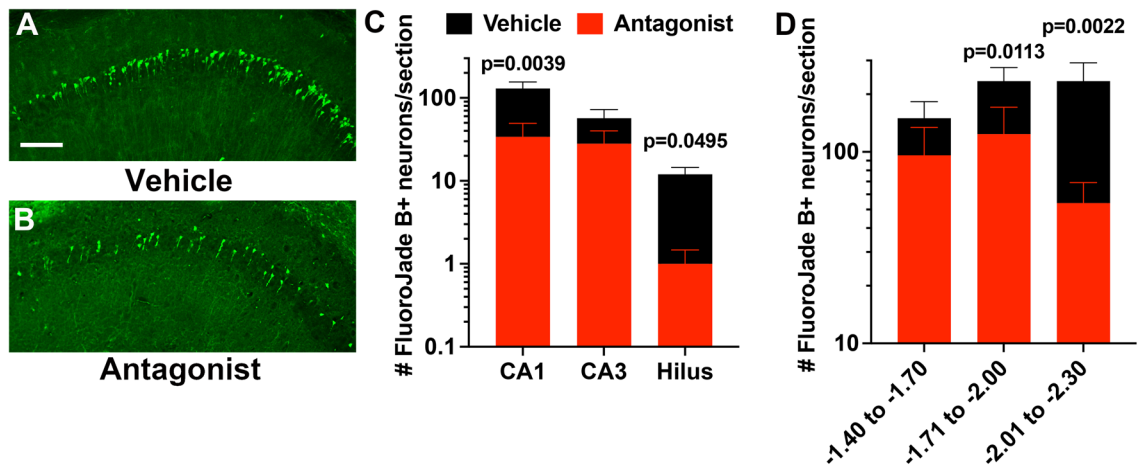 A
Vehicle
B
Antagonist
C
Vehicle
Antagonist
# FluoroJade B+ neurons/section
100
10
1
0.1
p=0.0039
p=0.0495
CA1
CA3
Hilus
D
# FluoroJade B+ neurons/section
100
10
p=0.0113
p=0.0022
-1.40 to -1.70
-1.71 to -2.00
-2.01 to -2.30